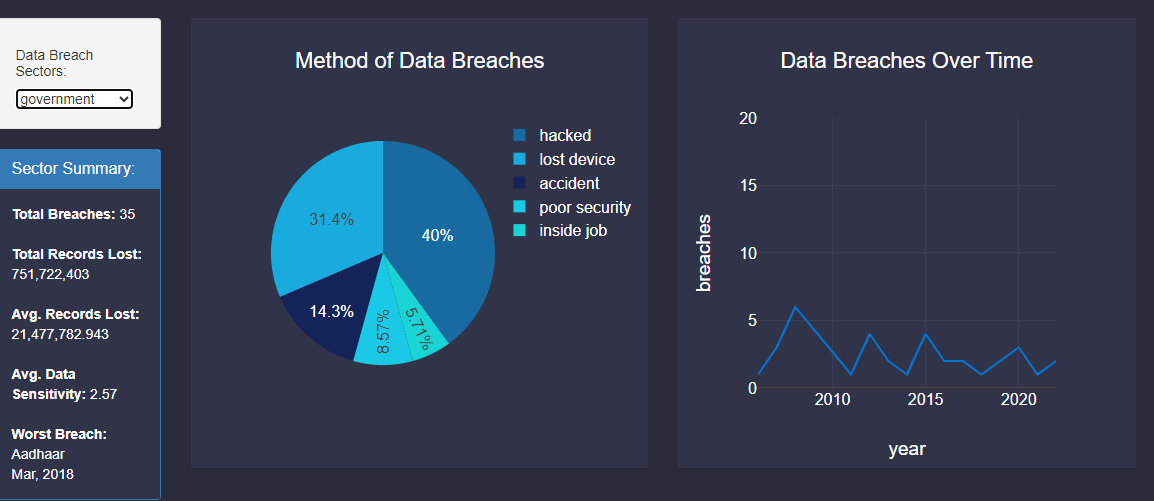 Data Breach
Sectors:
government
Sector Summary:
Total Breaches: 35
Total Records Lost:
751,722,403
Avg. Records Lost:
21,477,782.943
Avg. Data
Sensitivity: 2.57
Worst Breach:
Aadhaar
Mar, 2018
Method of Data Breaches
hacked
lost device
accident
poor security
inside job
31.4%
40%
14.3%
8.57%
5.71%
Data Breaches Over Time
breaches
20
15
10
5
0
2010 2015 2020
year